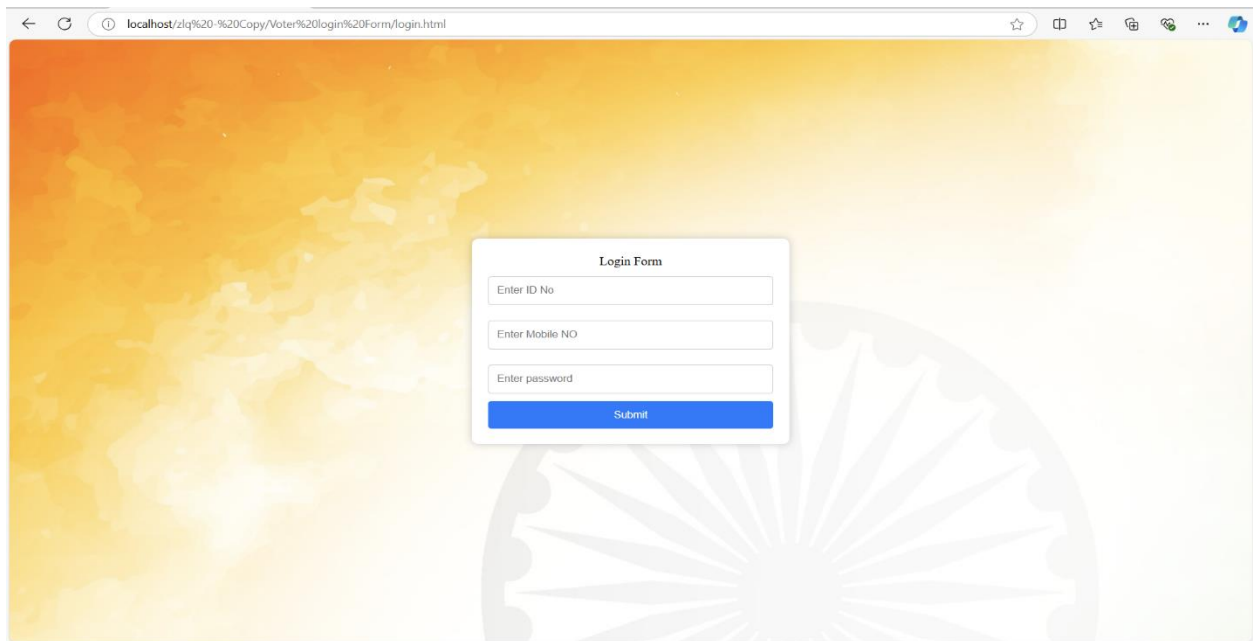 localhost/zlq%20-%20Copy/Voter%20login%20Form/login.html
Login Form
Enter ID No
Enter Mobile NO
Enter password
Submit